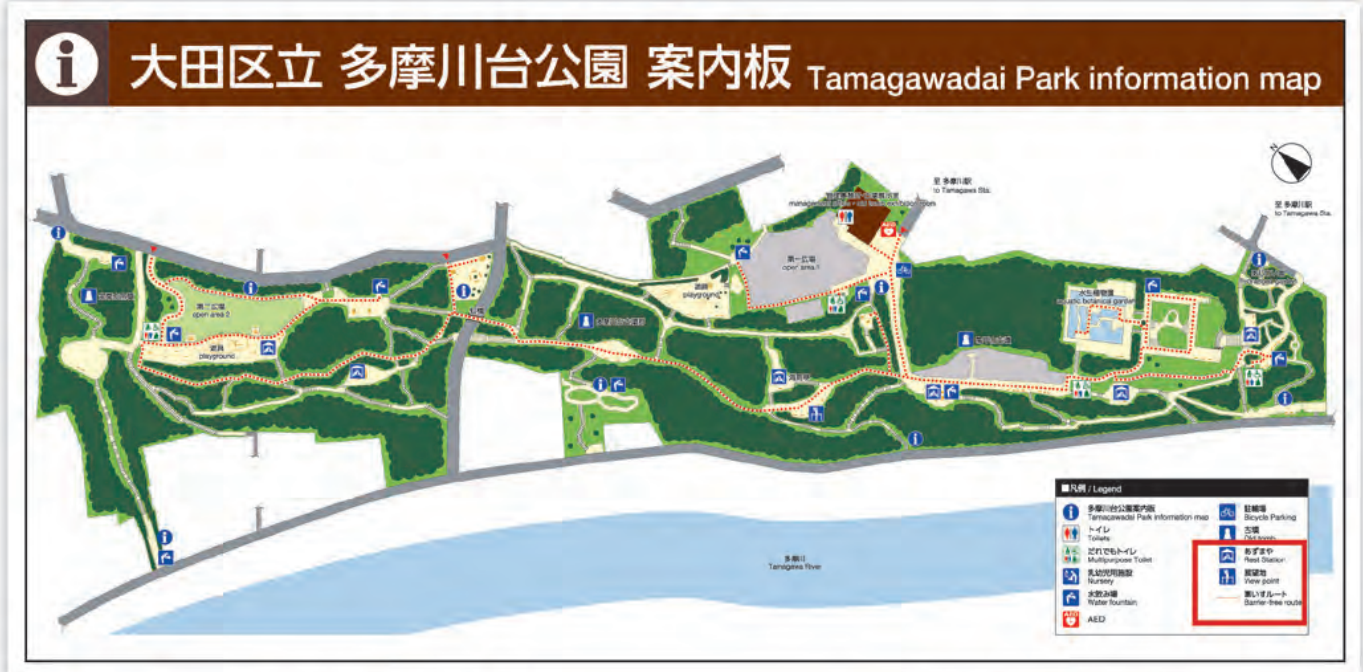 i 大田区立 多摩川台公園 案内板 Tamagawadai Park information map
N
至 多摩川駅
to Tamagawa Sta.
至 多摩川駅
to Tamagawa Sta.
AED
第一広場
open area.1
遊具
playground
水生植物園
aquatic botanical garden
第二広場
open area 2
遊具
playground
多摩川
Tamagawa River
■凡例 / Legend
多摩川台公園案内板
Tamagawadai Park information map
トイレ
Toilets
だれでもトイレ
Multipurpose Toilet
乳幼児用施設
Nursery
水飲み場
Water fountain
AED
駐輪場
Bicycle Parking
古墳
Old tomb
あずまや
Rest Station
展望地
View point
車いすルート
Barrier-free route